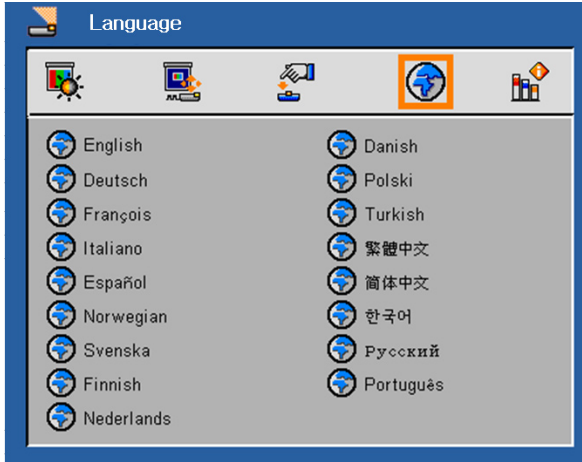 Language
English
Deutsch
Français
Italiano
Español
Norwegian
Svenska
Finnish
Nederlands
Danish
Polski
Turkish
繁體中文
简体中文
한국어
Русский
Português